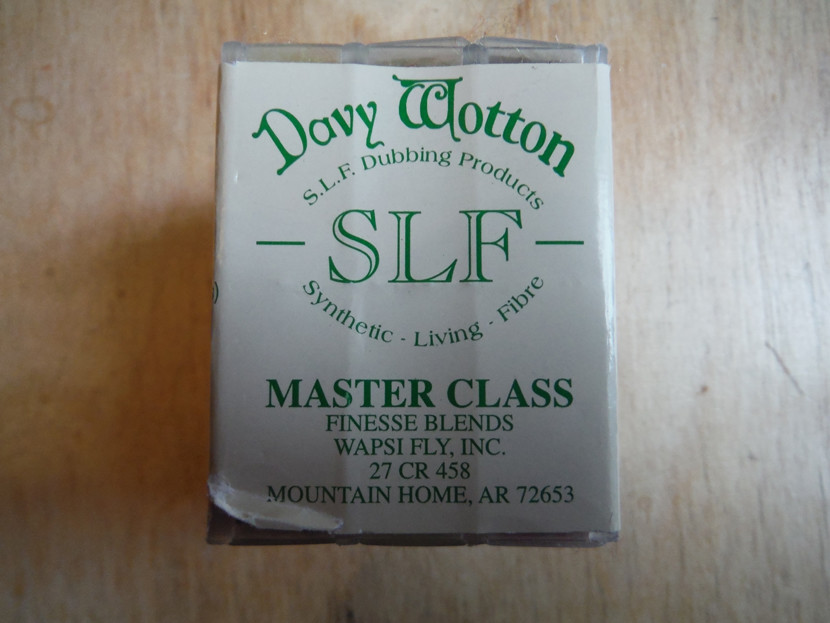 Davy Wotton
S.L.F. Dubbing Products
SLF
Synthetic - Living - Fibre
MASTER CLASS
FINESSE BLENDS
WAPSI FLY, INC.
27 CR 458
MOUNTAIN HOME, AR 72653